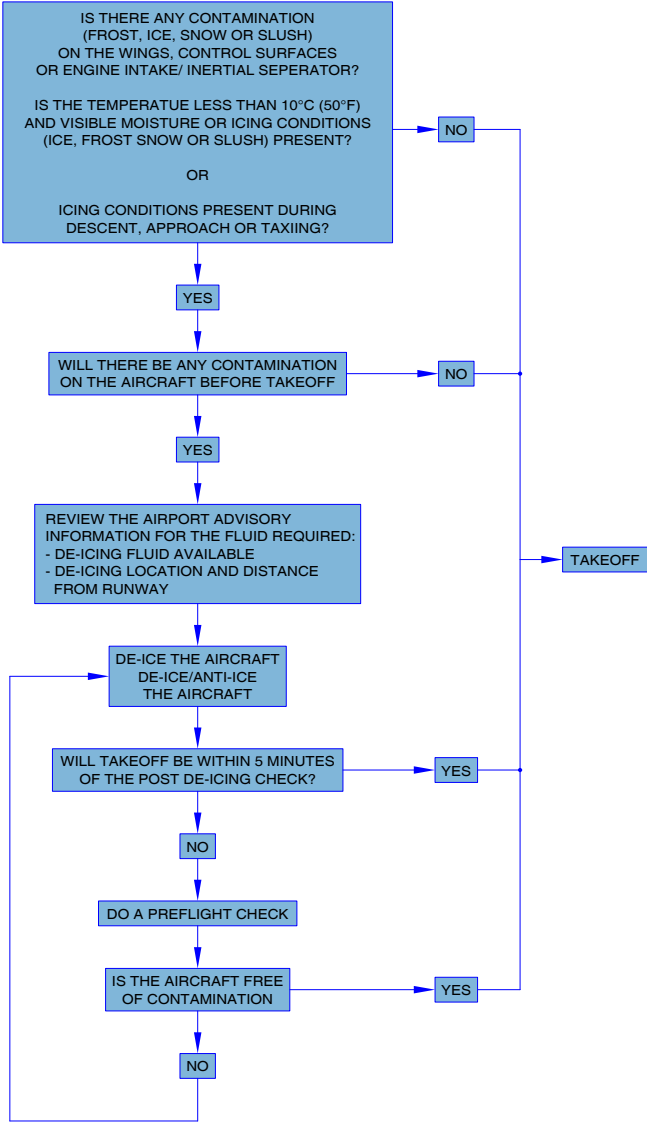 IS THERE ANY CONTAMINATION
(FROST, ICE, SNOW OR SLUSH)
ON THE WINGS, CONTROL SURFACES
OR ENGINE INTAKE/ INERTIAL SEPERATOR?
IS THE TEMPERATUE LESS THAN 10°C (50°F)
AND VISIBLE MOISTURE OR ICING CONDITIONS
(ICE, FROST SNOW OR SLUSH) PRESENT?
OR
ICING CONDITIONS PRESENT DURING
DESCENT, APPROACH OR TAXIING?
NO
YES
WILL THERE BE ANY CONTAMINATION
ON THE AIRCRAFT BEFORE TAKEOFF
NO
YES
REVIEW THE AIRPORT ADVISORY
INFORMATION FOR THE FLUID REQUIRED:
- DE-ICING FLUID AVAILABLE
- DE-ICING LOCATION AND DISTANCE
FROM RUNWAY
TAKEOFF
DE-ICE THE AIRCRAFT
DE-ICE/ANTI-ICE
THE AIRCRAFT
WILL TAKEOFF BE WITHIN 5 MINUTES
OF THE POST DE-ICING CHECK?
YES
NO
DO A PREFLIGHT CHECK
IS THE AIRCRAFT FREE
OF CONTAMINATION
YES
NO